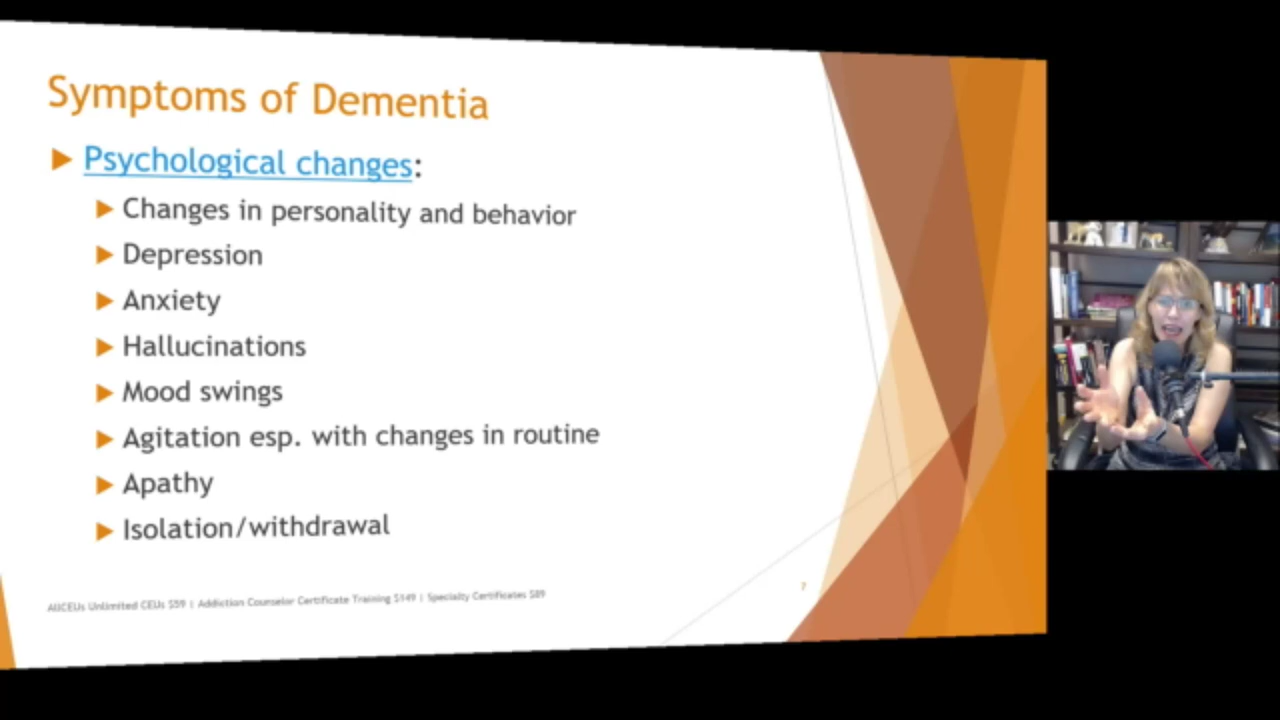 Symptoms of Dementia
Psychological changes:
Changes in personality and behavior
Depression
Anxiety
Hallucinations
Mood swings
Agitation esp. with changes in routine
Apathy
Isolation/withdrawal
AllCEUs Unlimited CEUs $59 | Addiction Counselor Certificate Training $149 | Specialty Certificates $89
7